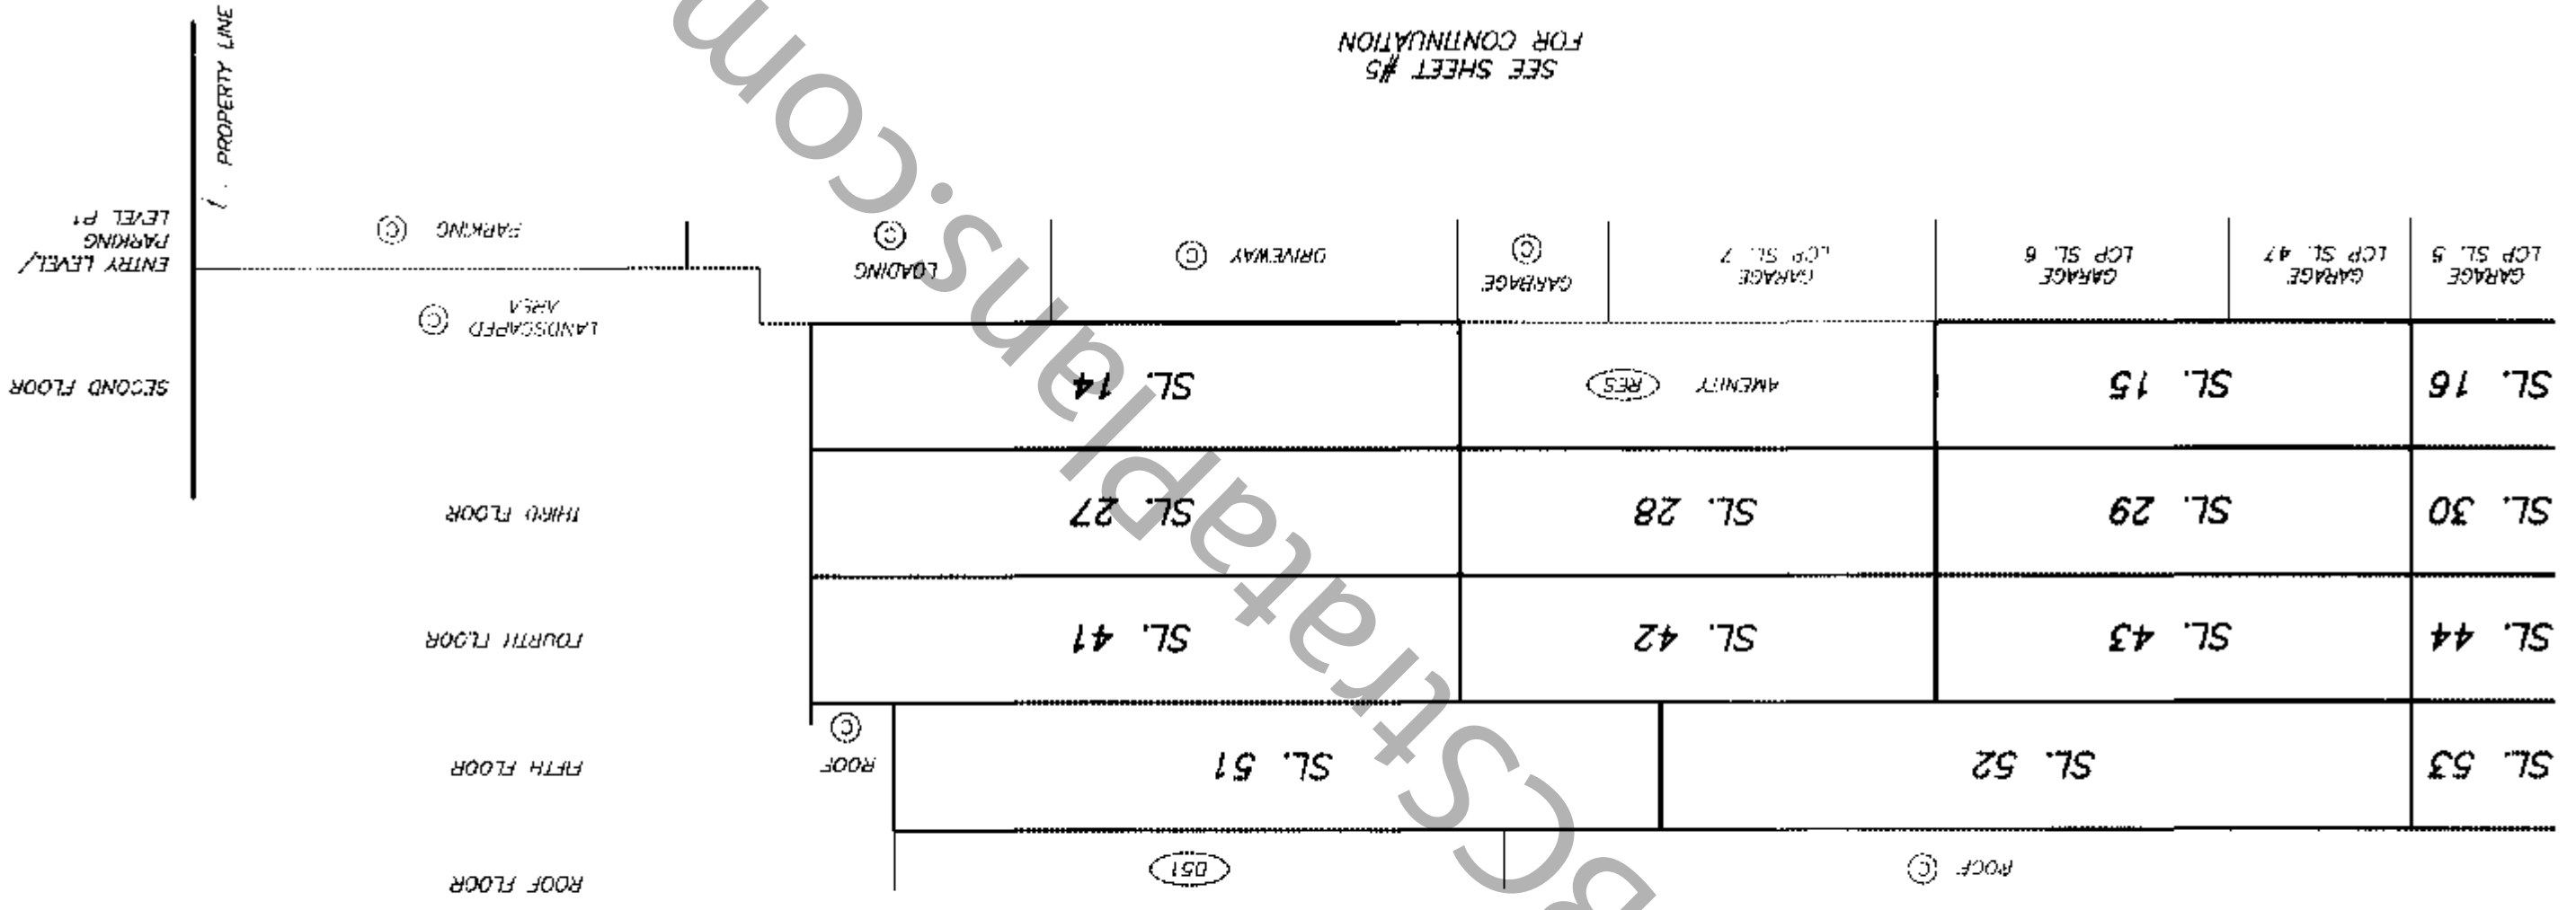 ROOF C
D51
ROOF FLOOR
SL. 53
SL. 52
SL. 51
ROOF
C
FIFTH FLOOR
SL. 44
SL. 43
SL. 42
SL. 41
FOURTH FLOOR
SL. 30
SL. 29
SL. 28
SL. 27
THIRD FLOOR
SL. 16
SL. 15
AMENITY RES
SL. 14
SECOND FLOOR
LANDSCAPED
AREA
C
GARAGE
LCP SL. 5
GARAGE
LCP SL. 47
GARAGE
LCP SL. 6
GARAGE
LCP SL. 7
GARBAGE
C
DRIVEWAY C
LOADING
C
PARKING C
ENTRY LEVEL/
PARKING
LEVEL P1
PROPERTY LINE
SEE SHEET #5
FOR CONTINUATION
BCStrataplans.com